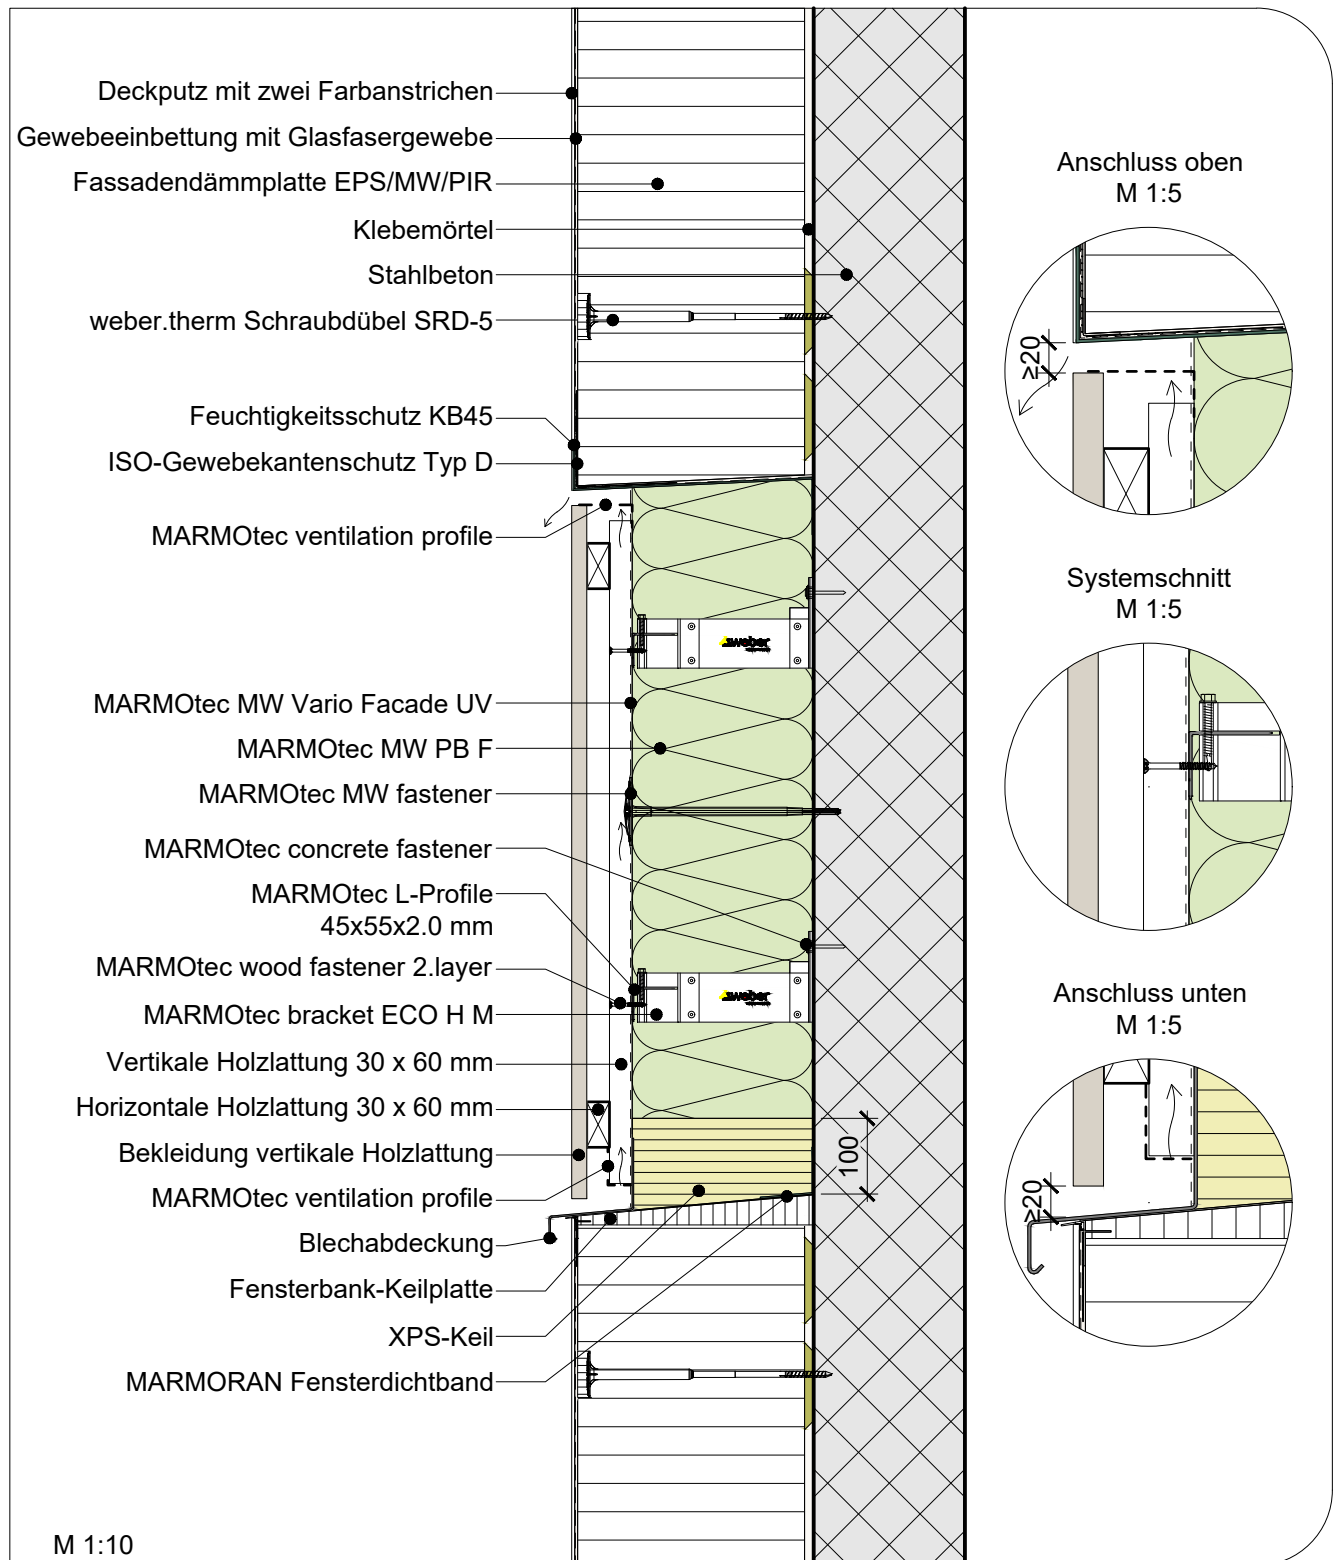 Deckputz mit zwei Farbanstrichen
Gewebeeinbettung mit Glasfasergewebe
Fassadendämmplatte EPS/MW/PIR
Klebemörtel
Stahlbeton
weber.therm Schraubdübel SRD-5
Feuchtigkeitsschutz KB45
ISO-Gewebekantenschutz Typ D
MARMOtec ventilation profile
MARMOtec MW Vario Facade UV
MARMOtec MW PB F
MARMOtec MW fastener
MARMOtec concrete fastener
MARMOtec L-Profile
45x55x2.0 mm
MARMOtec wood fastener 2.layer
MARMOtec bracket ECO H M
Vertikale Holzlattung 30 x 60 mm
Horizontale Holzlattung 30 x 60 mm
Bekleidung vertikale Holzlattung
MARMOtec ventilation profile
Blechabdeckung
Fensterbank-Keilplatte
XPS-Keil
MARMORAN Fensterdichtband
M 1:10
weber
weber
100
Anschluss oben
M 1:5
≥20
Systemschnitt
M 1:5
Anschluss unten
M 1:5
≥20